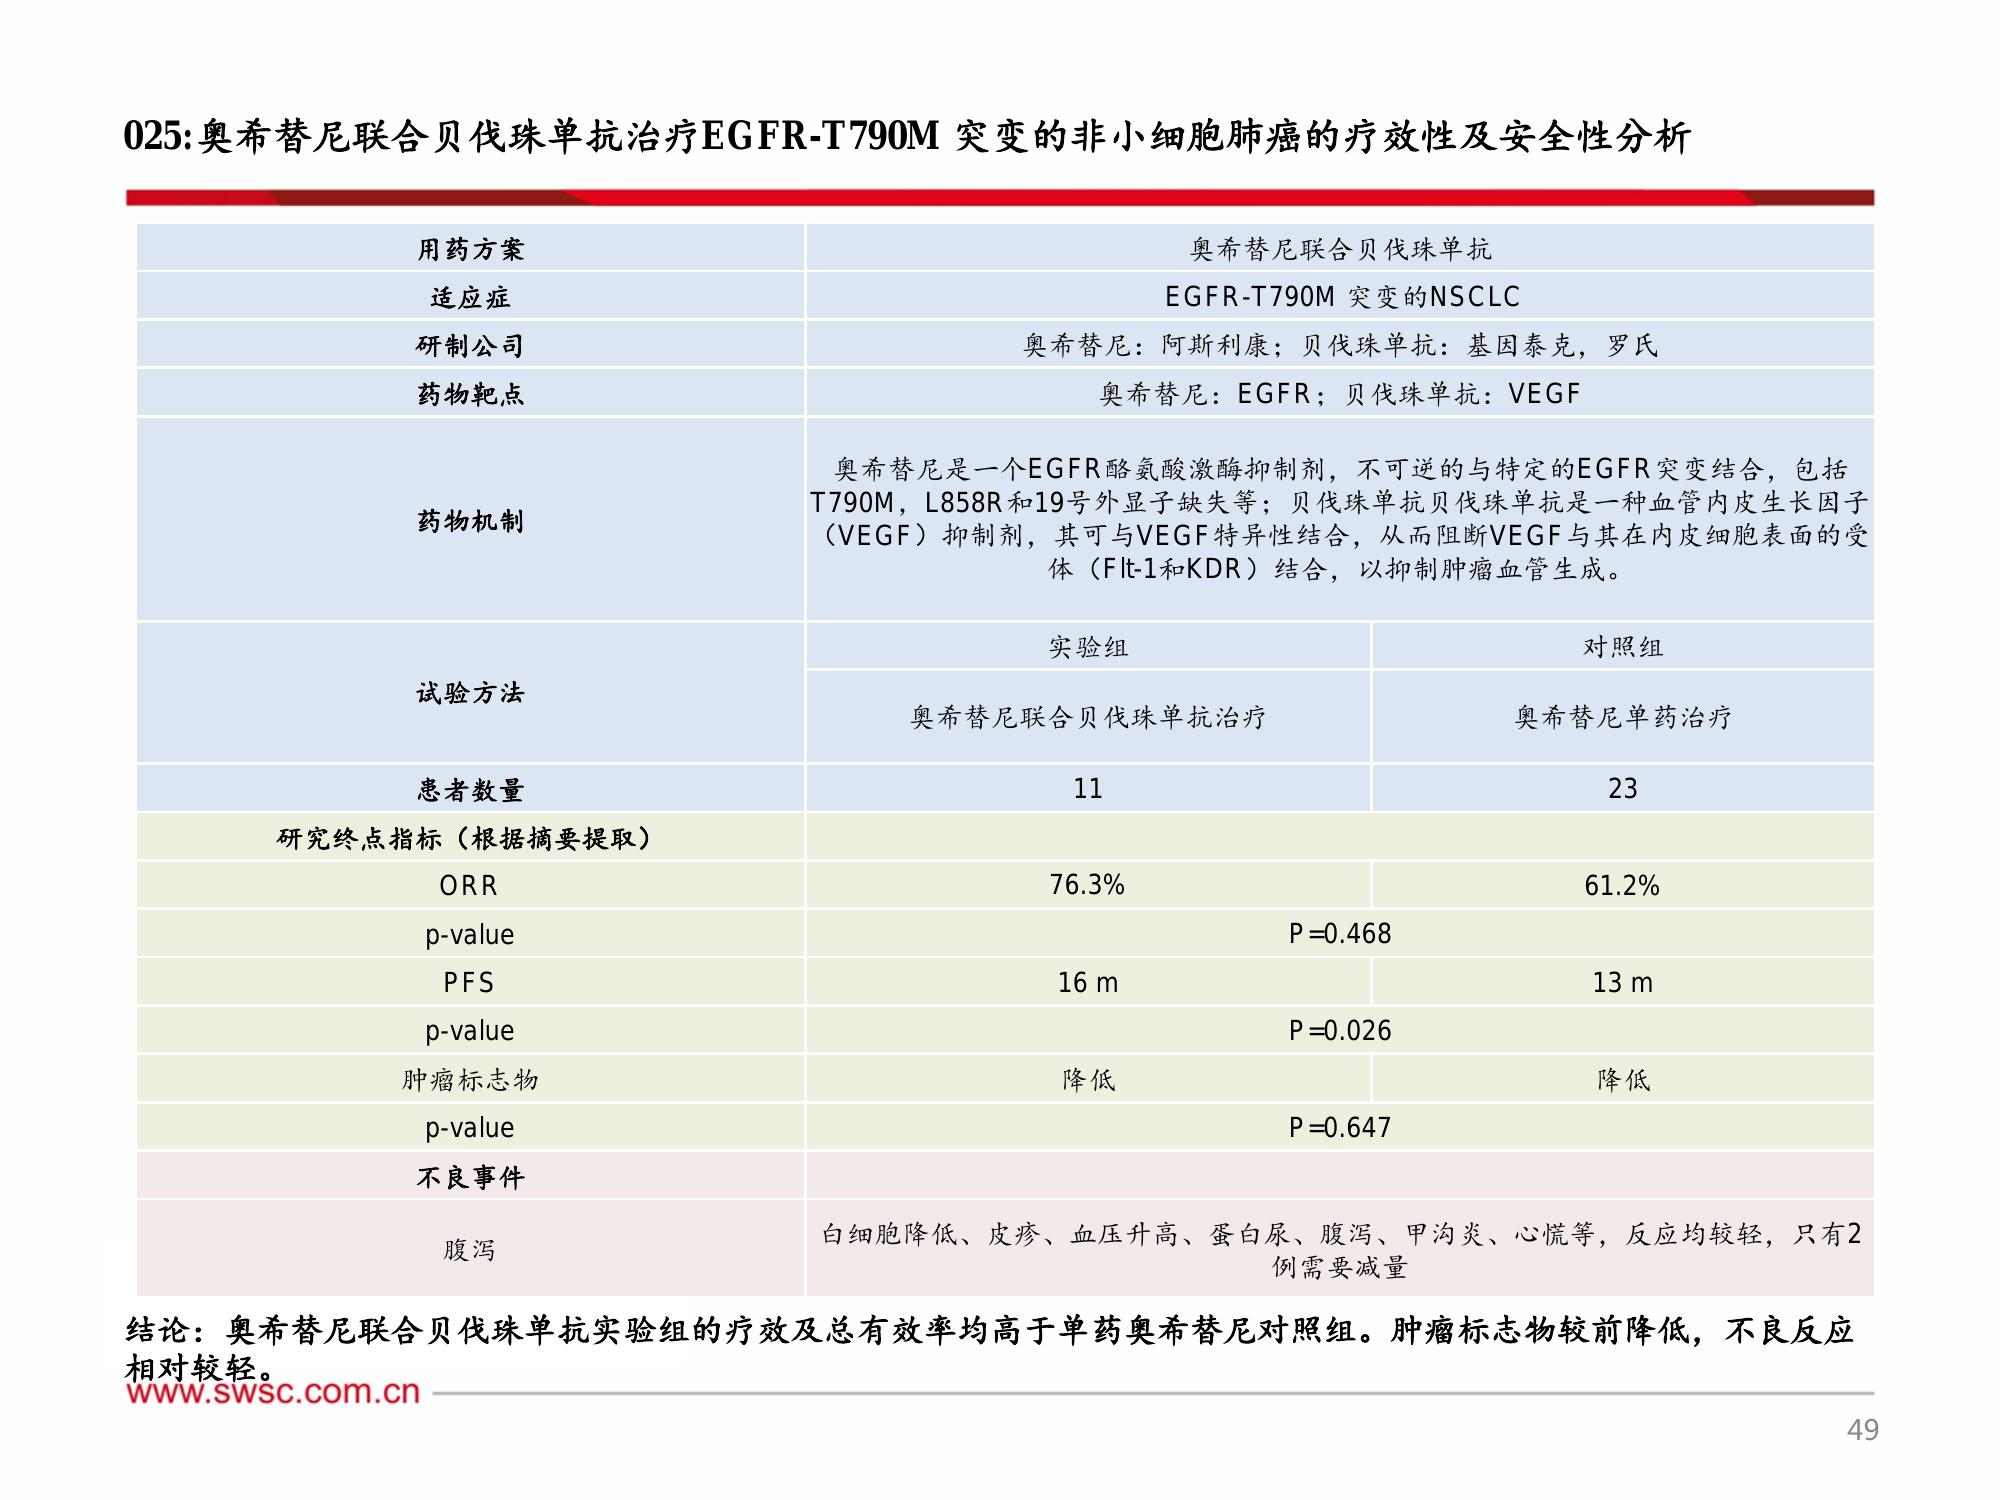 025:奥希替尼联合贝伐珠单抗治疗EGFR-T790M 突变的非小细胞肺癌的疗效性及安全性分析
用药方案
奥希替尼联合贝伐珠单抗
适应症
EGFR-T790M 突变的NSCLC
研制公司
奥希替尼：阿斯利康；贝伐珠单抗：基因泰克，罗氏
药物靶点
奥希替尼：EGFR；贝伐珠单抗：VEGF
药物机制
奥希替尼是一个EGFR酪氨酸激酶抑制剂，不可逆的与特定的EGFR突变结合，包括
T790M，L858R和19号外显子缺失等；贝伐珠单抗贝伐珠单抗是一种血管内皮生长因子
（VEGF）抑制剂，其可与VEGF特异性结合，从而阻断VEGF与其在内皮细胞表面的受
体（Flt-1和KDR）结合，以抑制肿瘤血管生成。
试验方法
实验组
对照组
奥希替尼联合贝伐珠单抗治疗
奥希替尼单药治疗
患者数量
11
23
研究终点指标（根据摘要提取）
ORR
76.3%
61.2%
p-value
P=0.468
PFS
16 m
13 m
p-value
P=0.026
肿瘤标志物
降低
降低
p-value
P=0.647
不良事件
腹泻
白细胞降低、皮疹、血压升高、蛋白尿、腹泻、甲沟炎、心慌等，反应均较轻，只有2
例需要减量
结论：奥希替尼联合贝伐珠单抗实验组的疗效及总有效率均高于单药奥希替尼对照组。肿瘤标志物较前降低，不良反应
相对较轻。
www.swsc.com.cn
49